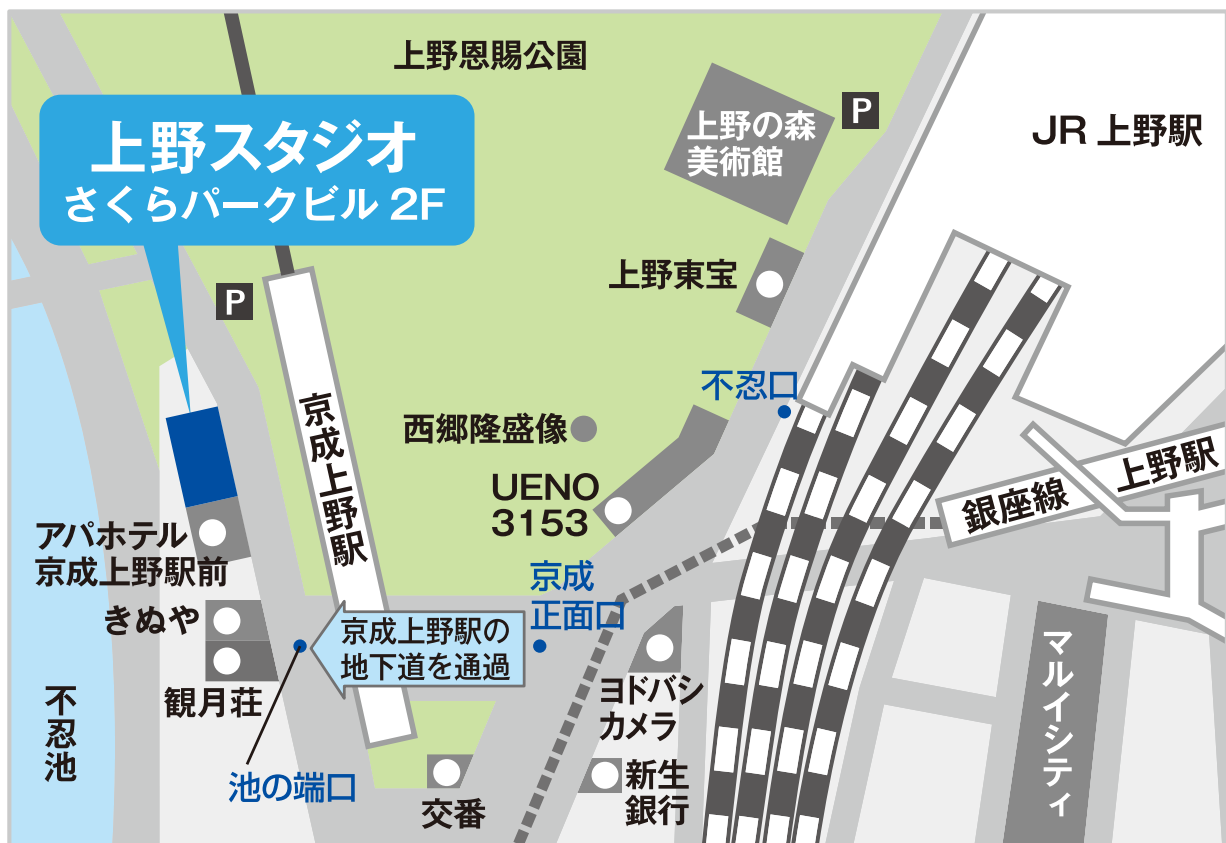 上野恩賜公園
上野スタジオ
さくらパークビル 2F
上野の森
美術館
P
JR 上野駅
上野東宝
P
不忍口
京成上野駅
西郷隆盛像
UENO
3153
銀座線
上野駅
アパホテル
京成上野駅前
京成
正面口
きぬや
京成上野駅の
地下道を通過
マルイシティ
観月荘
ヨドバシ
カメラ
不忍池
池の端口
交番
新生
銀行